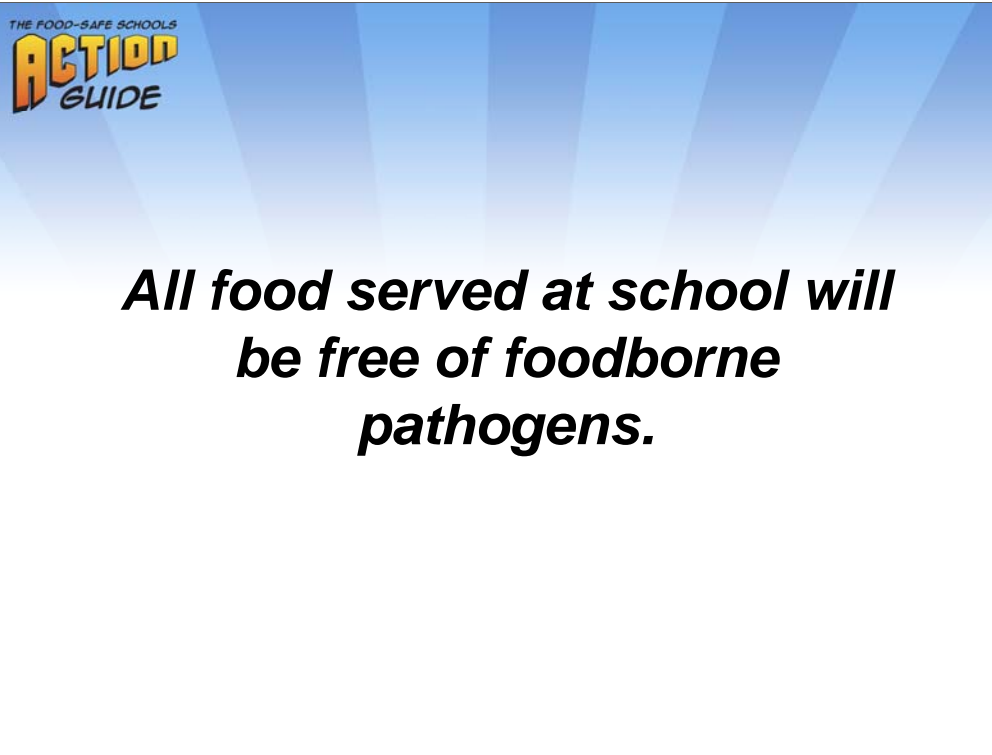 THE FOOD-SAFE SCHOOLS
ACTION
GUIDE
All food served at school will
be free of foodborne
pathogens.